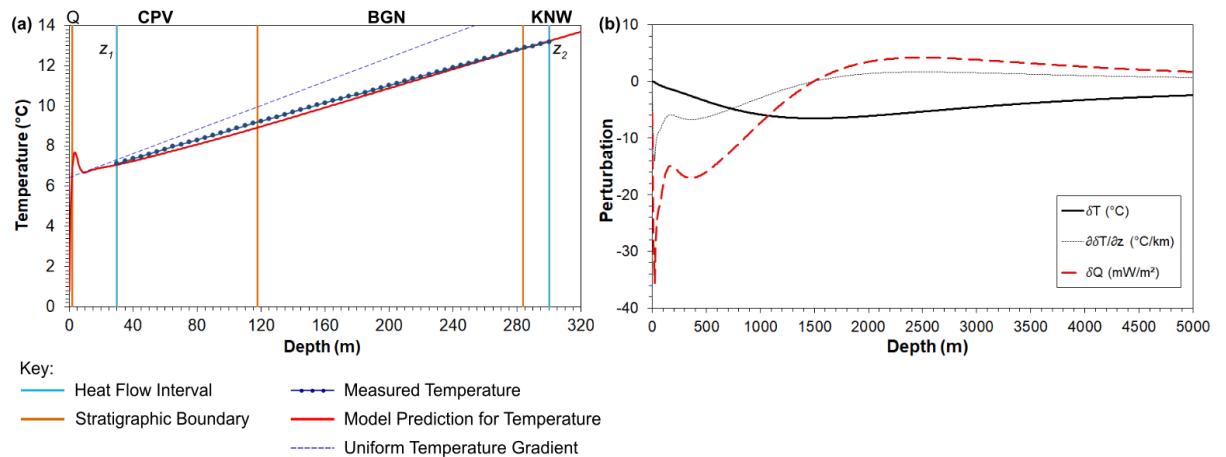 (a)
Q
CPV
BGN
KNW
z1
z2
Temperature (°C)
14
12
10
8
6
4
2
0
0 40 80 120 160 200 240 280 320
Depth (m)
(b)
Perturbation
10
0
-10
-20
-30
-40
0 500 1000 1500 2000 2500 3000 3500 4000 4500 5000
Depth (m)
δT (°C)
∂δT/∂z (°C/km)
δQ (mW/m²)
Key:
Heat Flow Interval
Stratigraphic Boundary
Measured Temperature
Model Prediction for Temperature
Uniform Temperature Gradient